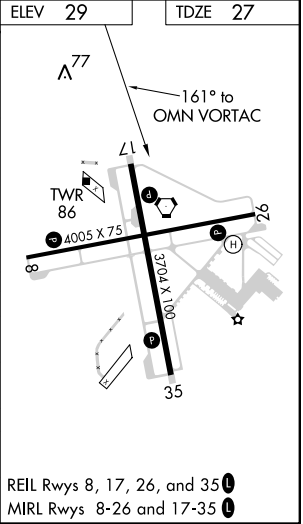 ELEV 29
TDZE 27
77
161° to
OMN VORTAC
17
TWR
86
P
26
P
4005 X 75
P
H
8
3704 X 100
P
35
REIL Rwys 8, 17, 26, and 35 L
MIRL Rwys 8-26 and 17-35 L